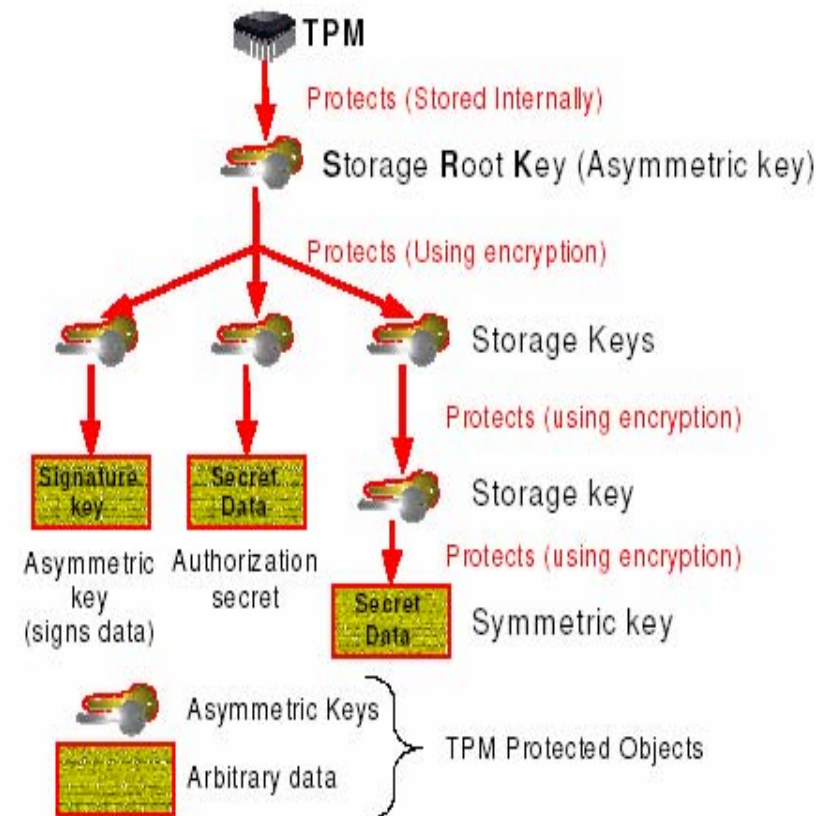 TPM
Protects (Stored Internally)
Storage Root Key (Asymmetric key)
Protects (Using encryption)
Storage Keys
Protects (using encryption)
Signature
key
Secret
Data
Storage key
Asymmetric
key
(signs data)
Authorization
secret
Protects (using encryption)
Secret
Data
Symmetric key
Asymmetric Keys
Arbitrary data
TPM Protected Objects